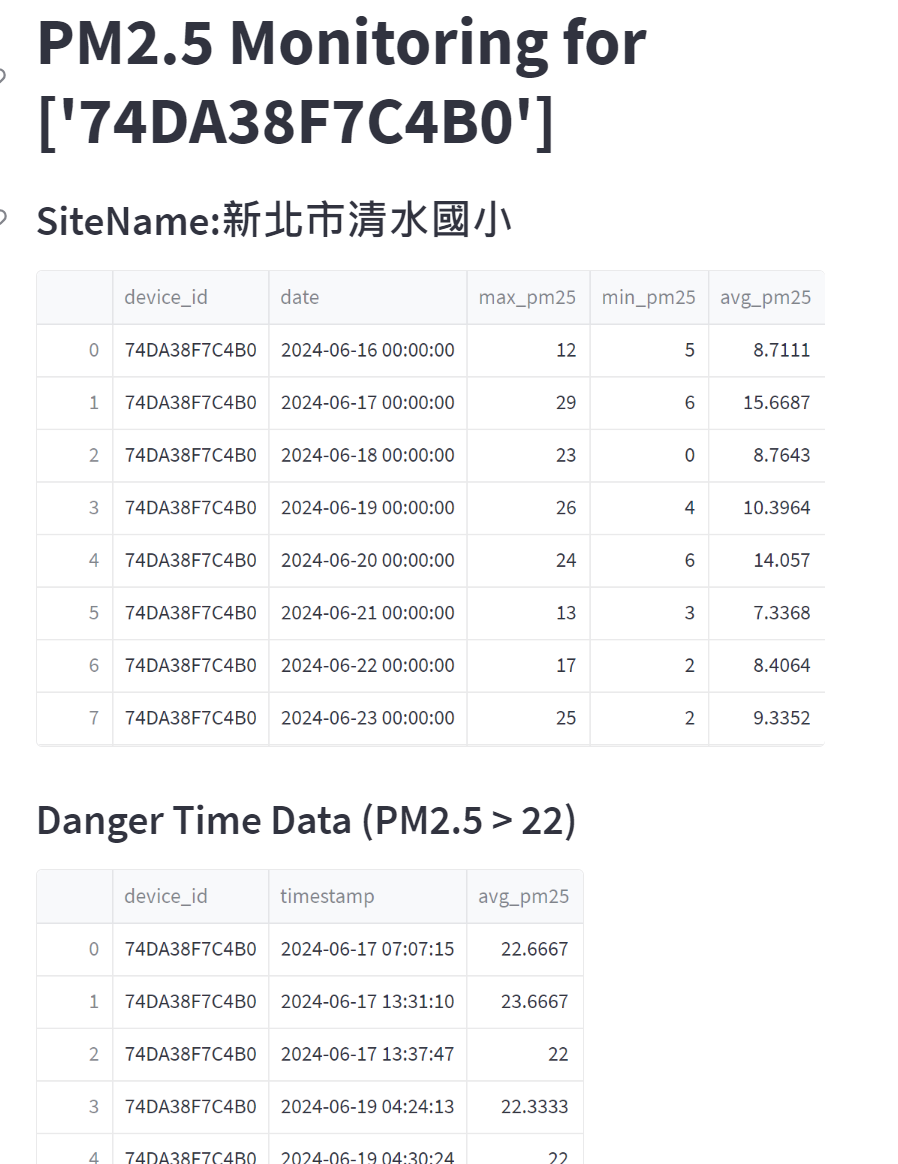 PM2.5 Monitoring for
['74DA38F7C4B0']
SiteName:新北市清水國小
device_id date max_pm25 min_pm25 avg_pm25
0 74DA38F7C4B0 2024-06-16 00:00:00 12 5 8.7111
1 74DA38F7C4B0 2024-06-17 00:00:00 29 6 15.6687
2 74DA38F7C4B0 2024-06-18 00:00:00 23 0 8.7643
3 74DA38F7C4B0 2024-06-19 00:00:00 26 4 10.3964
4 74DA38F7C4B0 2024-06-20 00:00:00 24 6 14.057
5 74DA38F7C4B0 2024-06-21 00:00:00 13 3 7.3368
6 74DA38F7C4B0 2024-06-22 00:00:00 17 2 8.4064
7 74DA38F7C4B0 2024-06-23 00:00:00 25 2 9.3352
Danger Time Data (PM2.5 > 22)
device_id timestamp avg_pm25
0 74DA38F7C4B0 2024-06-17 07:07:15 22.6667
1 74DA38F7C4B0 2024-06-17 13:31:10 23.6667
2 74DA38F7C4B0 2024-06-17 13:37:47 22
3 74DA38F7C4B0 2024-06-19 04:24:13 22.3333
4 74DA38F7C4B0 2024-06-19 04:30:24 22